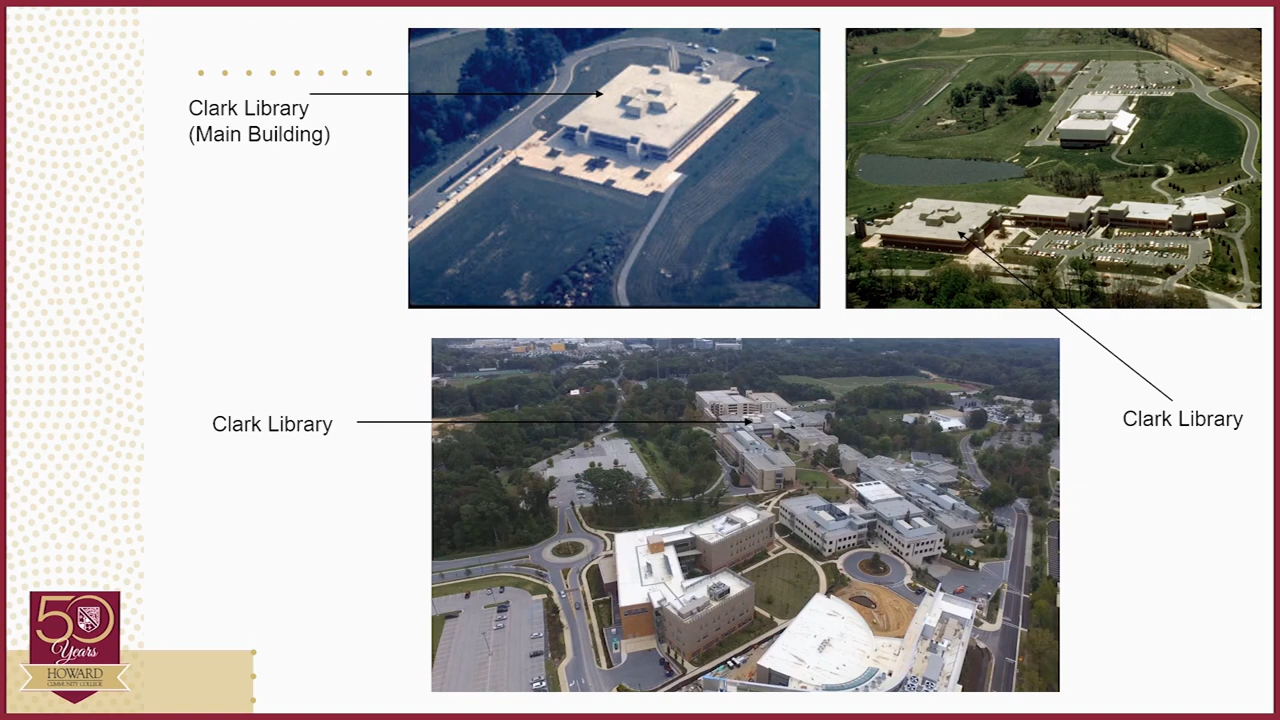 Clark Library
(Main Building)
Clark Library
Clark Library
50
Years
HOWARD
COMMUNITY COLLEGE